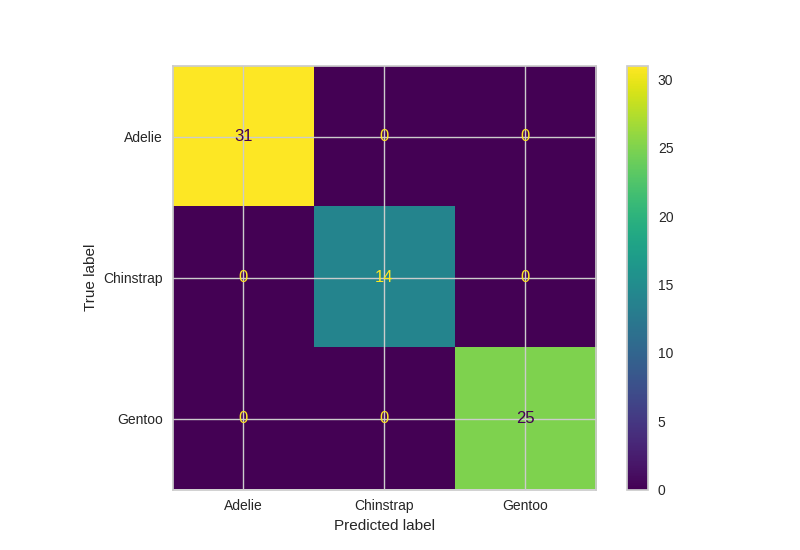 30
Adelie 31 0 0
25
20
True label
Chinstrap 0 14 0
15
10
Gentoo 0 0 25
5
0
Adelie Chinstrap Gentoo
Predicted label